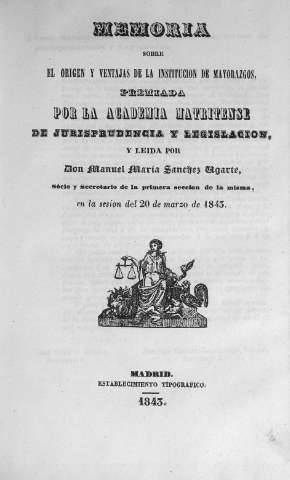 MEMORIA
SOBRE
EL ORIGEN Y VENTAJAS DE LA INSTITUCION DE MAYORAZGOS,
PREMIADA
POR LA ACADEMIA MATRITENSE
DE JURISPRUDENCIA Y LEGISLACION,
Y LEIDA POR
Don Manuel María Sanchez Ugarte,
Sócio y Secretario de la primera seccion de la misma,
en la sesion del 20 de marzo de 1843.
MADRID.
ESTABLECIMIENTO TIPOGRAFICO.
1843.